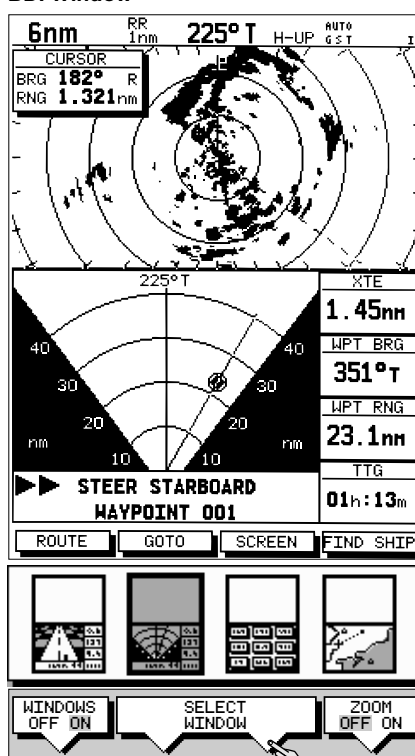 6nm RR 1nm 225°T H-UP AUTO G S T
CURSOR
BRG 182° R
RNG 1.321nm
225°T
40 40
30 30
20 20
nm nm
10 10
XTE
1.45nm
WPT BRG
351°T
WPT RNG
23.1nm
TTG
01h:13m
STEER STARBOARD
WAYPOINT 001
ROUTE GOTO SCREEN FIND SHIP
WINDOWS
OFF ON
SELECT
WINDOW
ZOOM
OFF ON